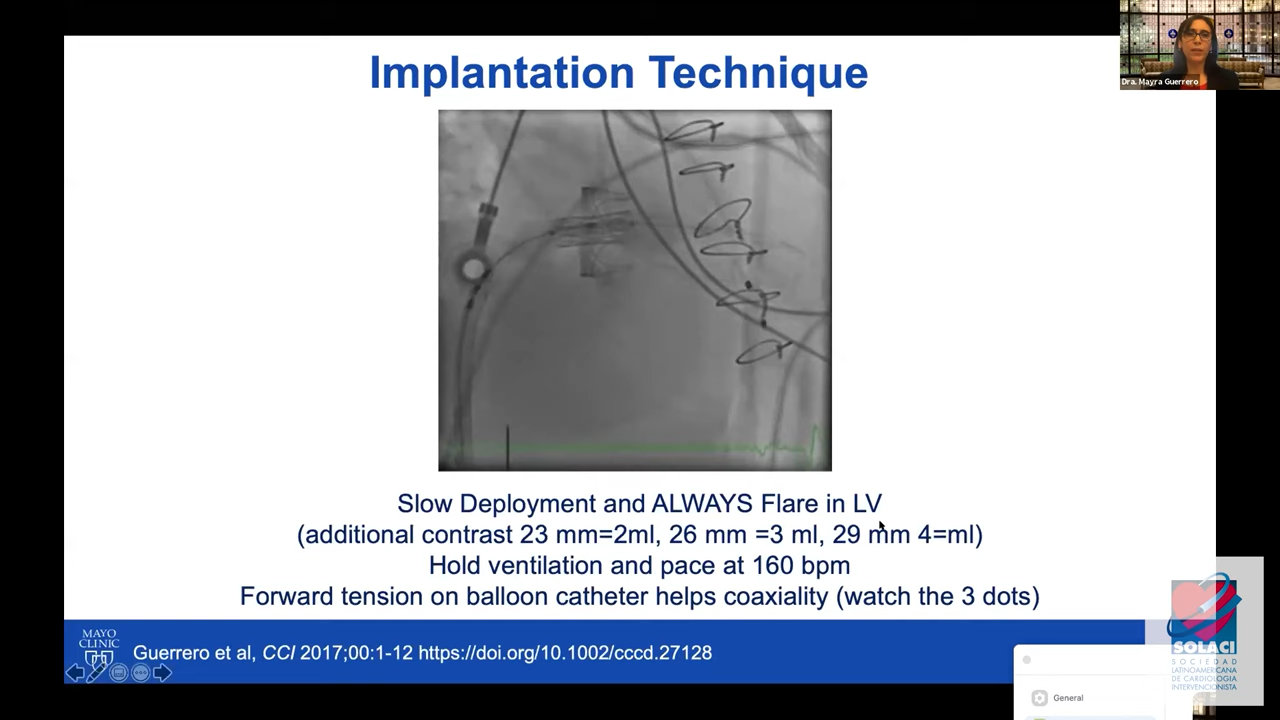 Implantation Technique
Dra. Mayra Guerrero
Slow Deployment and ALWAYS Flare in LV
(additional contrast 23 mm=2ml, 26 mm =3 ml, 29 mm 4=ml)
Hold ventilation and pace at 160 bpm
Forward tension on balloon catheter helps coaxiality (watch the 3 dots)
MAYO
CLINIC
Guerrero et al, CCI 2017;00:1-12 https://doi.org/10.1002/cccd.27128
SOLACI
SOCIEDAD
LATINOAMERICANA
DE CARDIOLOGIA
INTERVENCIONISTA
General